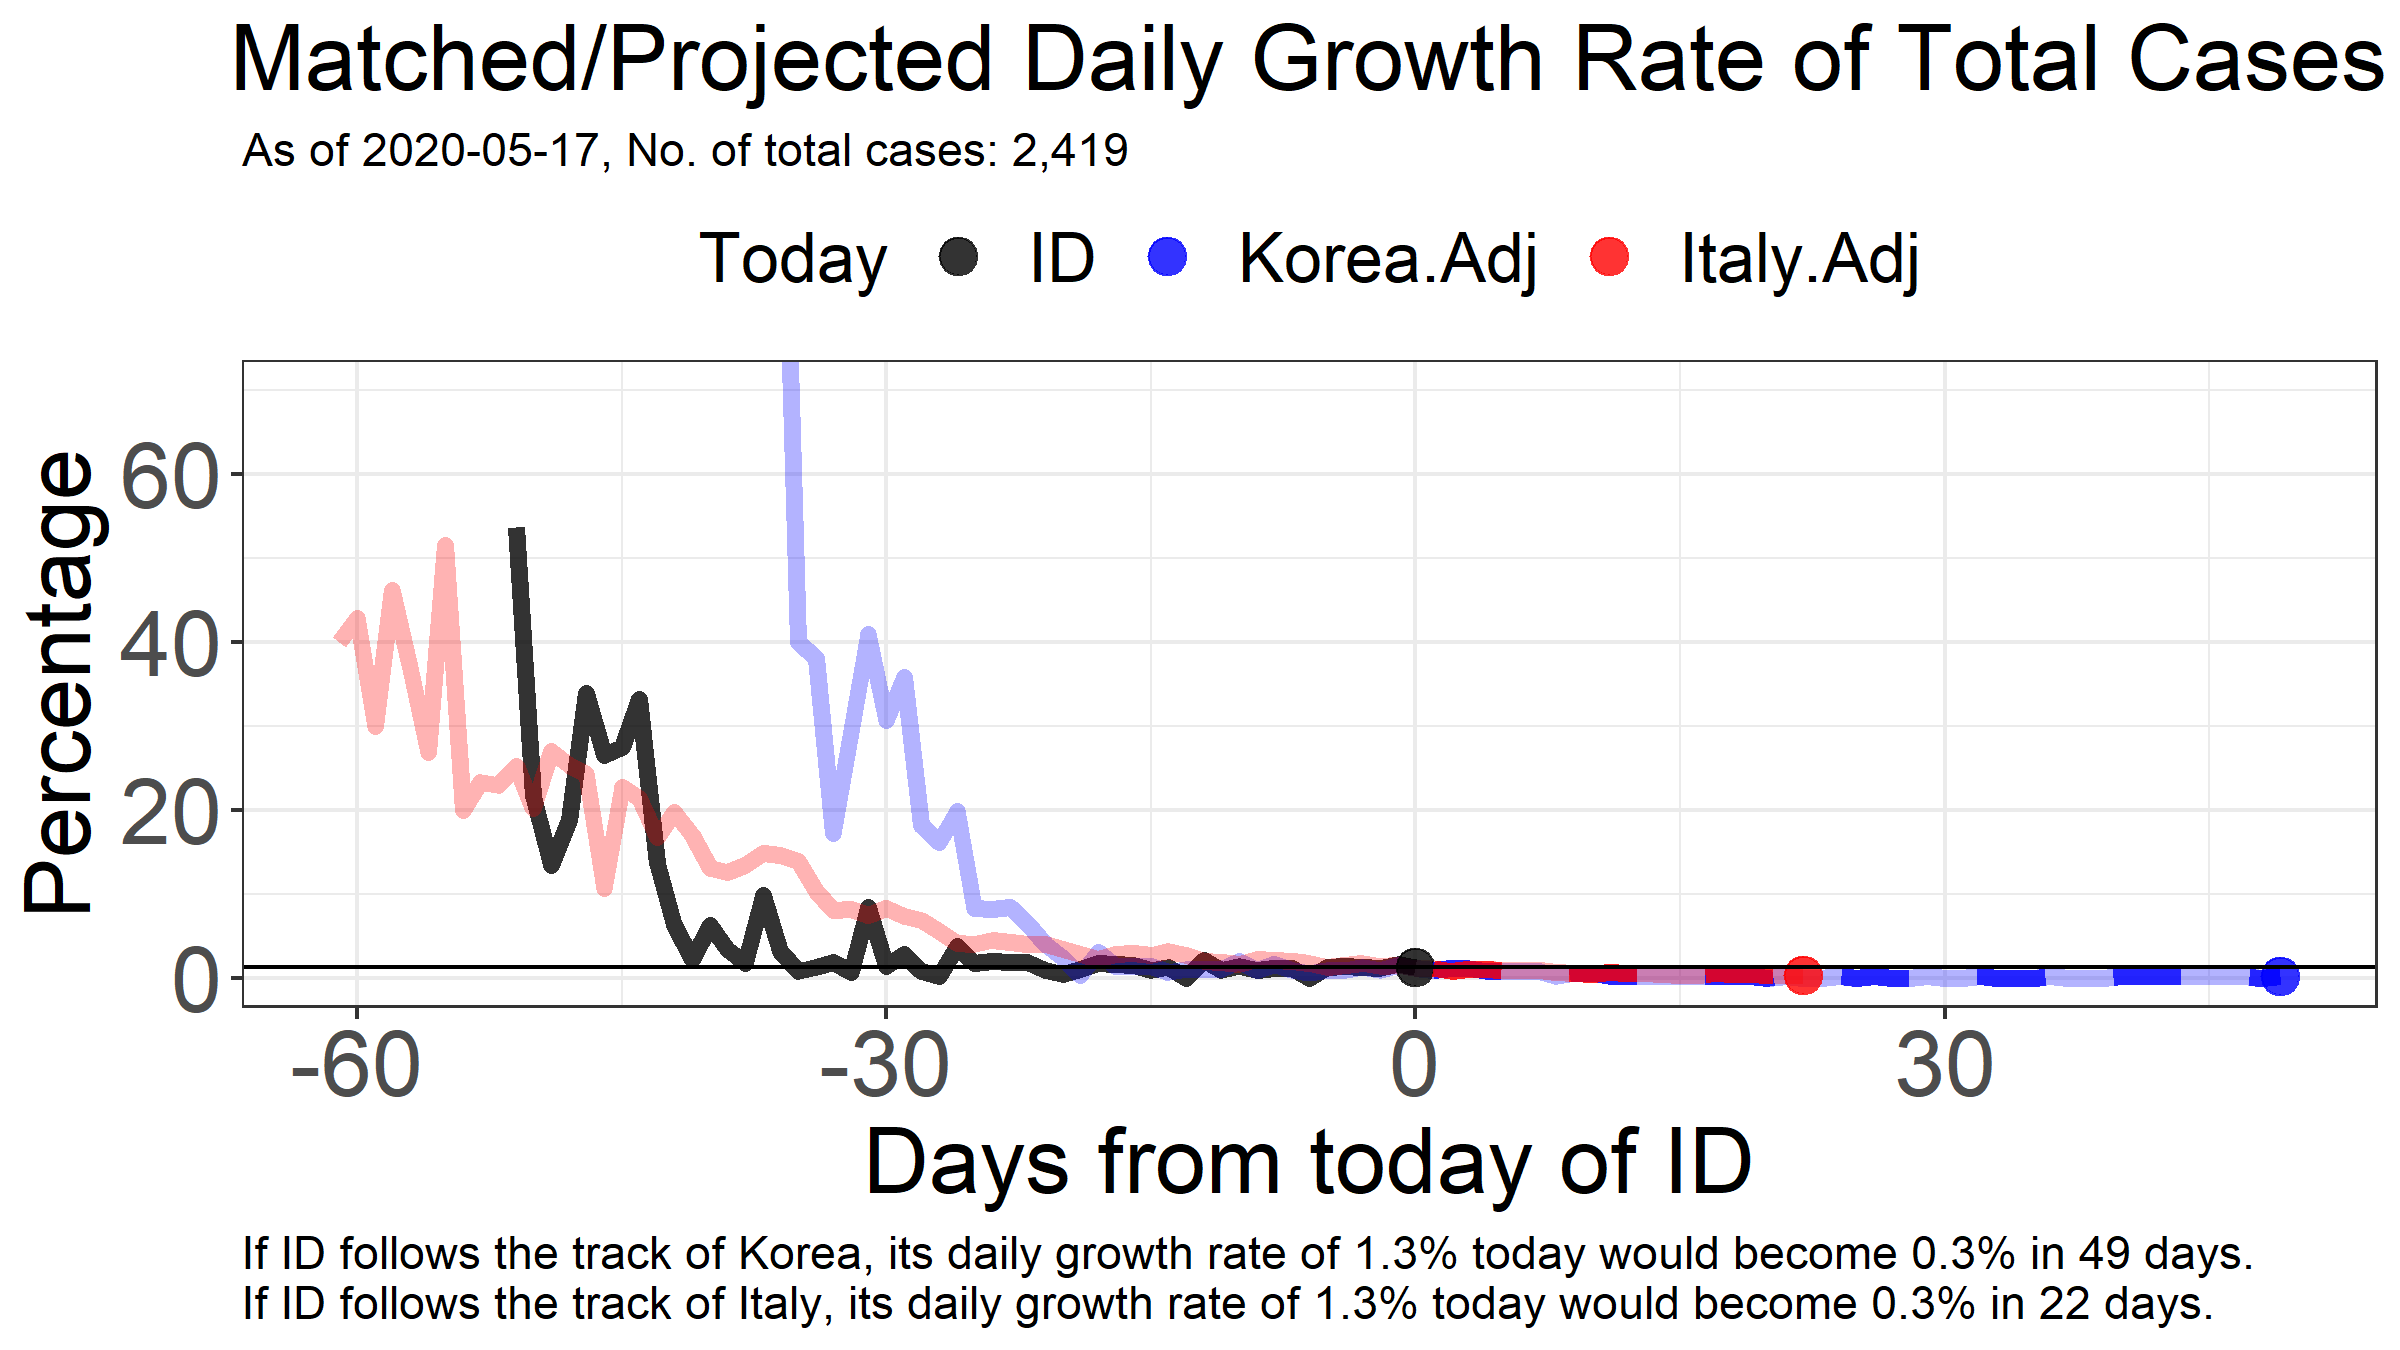 Matched/Projected Daily Growth Rate of Total Cases
As of 2020-05-17, No. of total cases: 2,419
Today ID Korea.Adj Italy.Adj
Percentage
60
40
20
0
-60 -30 0 30
Days from today of ID
If ID follows the track of Korea, its daily growth rate of 1.3% today would become 0.3% in 49 days.
If ID follows the track of Italy, its daily growth rate of 1.3% today would become 0.3% in 22 days.